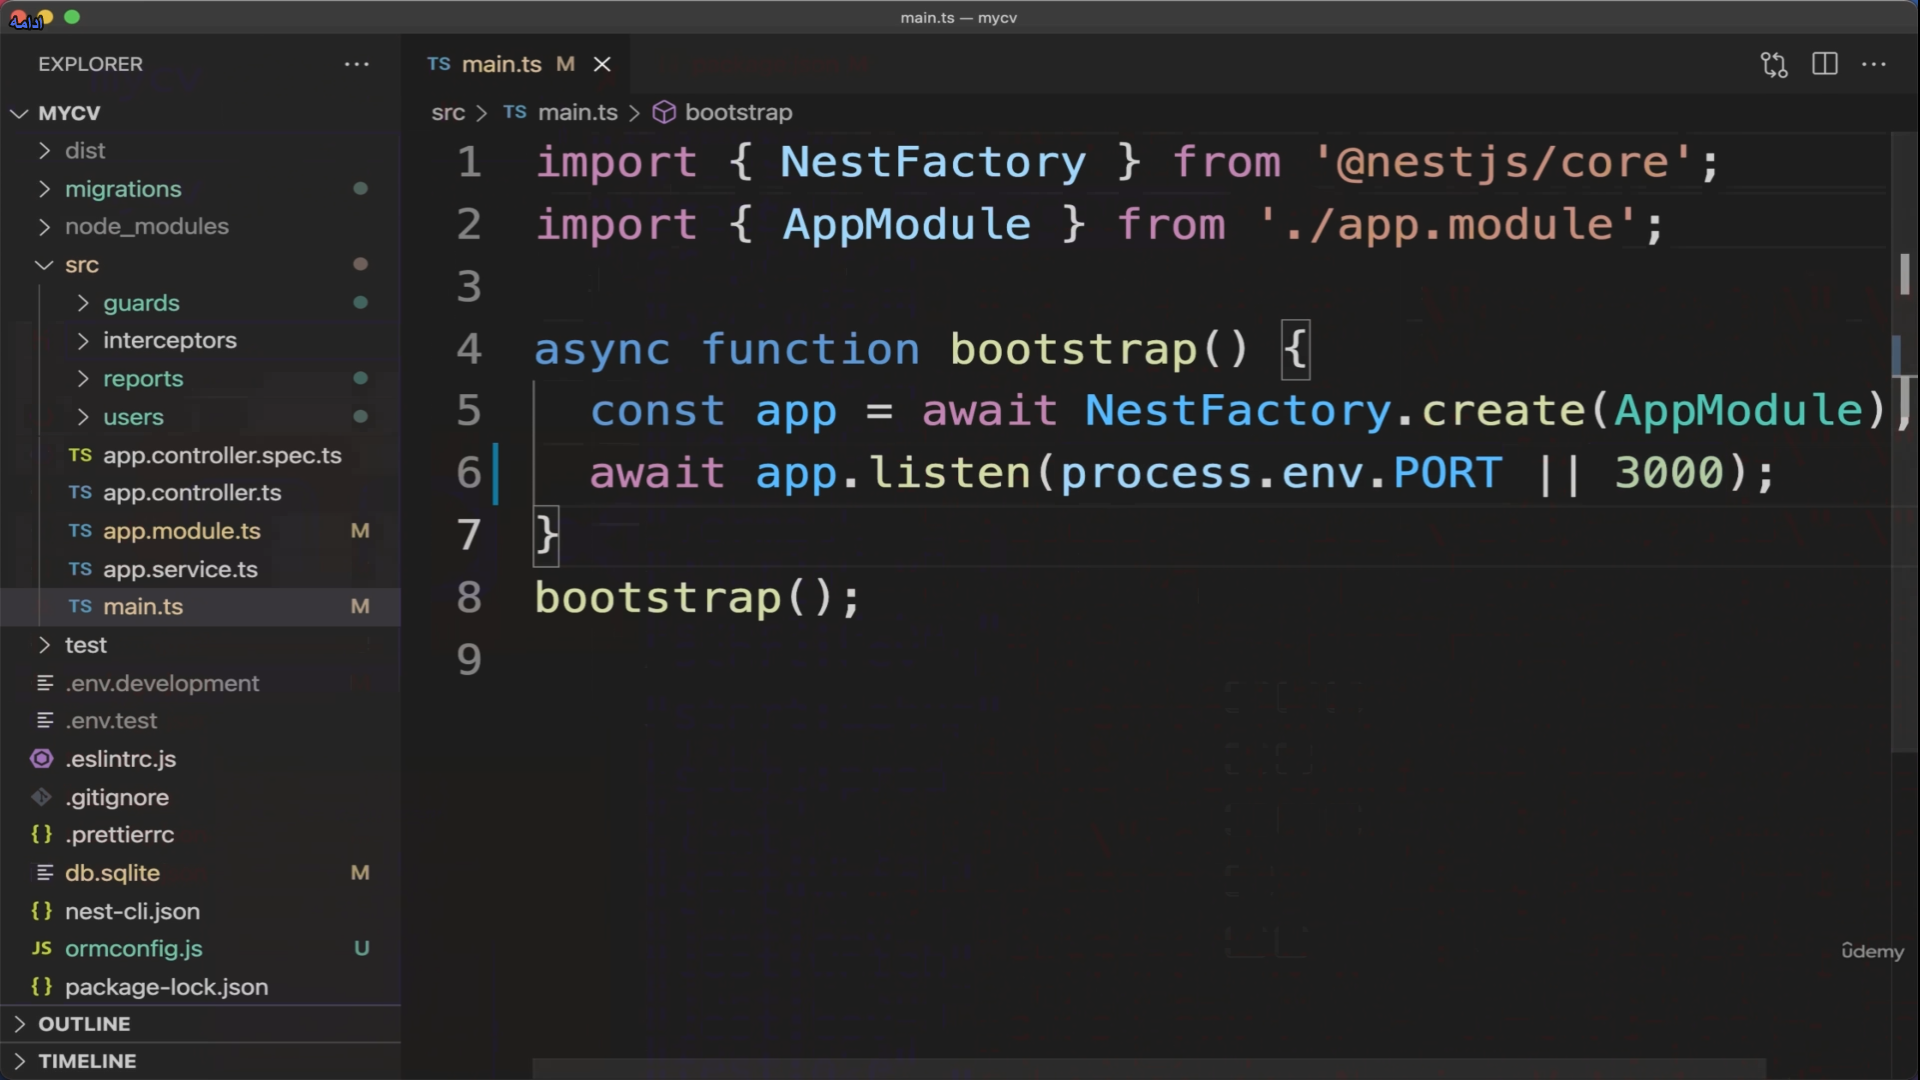 ادامه
main.ts — mycv
EXPLORER
MYCV
dist
migrations
node_modules
src
guards
interceptors
reports
users
TS app.controller.spec.ts
TS app.controller.ts
TS app.module.ts M
TS app.service.ts
TS main.ts M
test
.env.development
.env.test
.eslintrc.js
.gitignore
{} .prettierrc
db.sqlite M
{} nest-cli.json
JS ormconfig.js U
{} package-lock.json
OUTLINE
TIMELINE
TS main.ts M
src > TS main.ts > bootstrap
1 import { NestFactory } from '@nestjs/core';
2 import { AppModule } from './app.module';
3
4 async function bootstrap() {
5 const app = await NestFactory.create(AppModule);
6 await app.listen(process.env.PORT || 3000);
7 }
8 bootstrap();
9
ûdemy